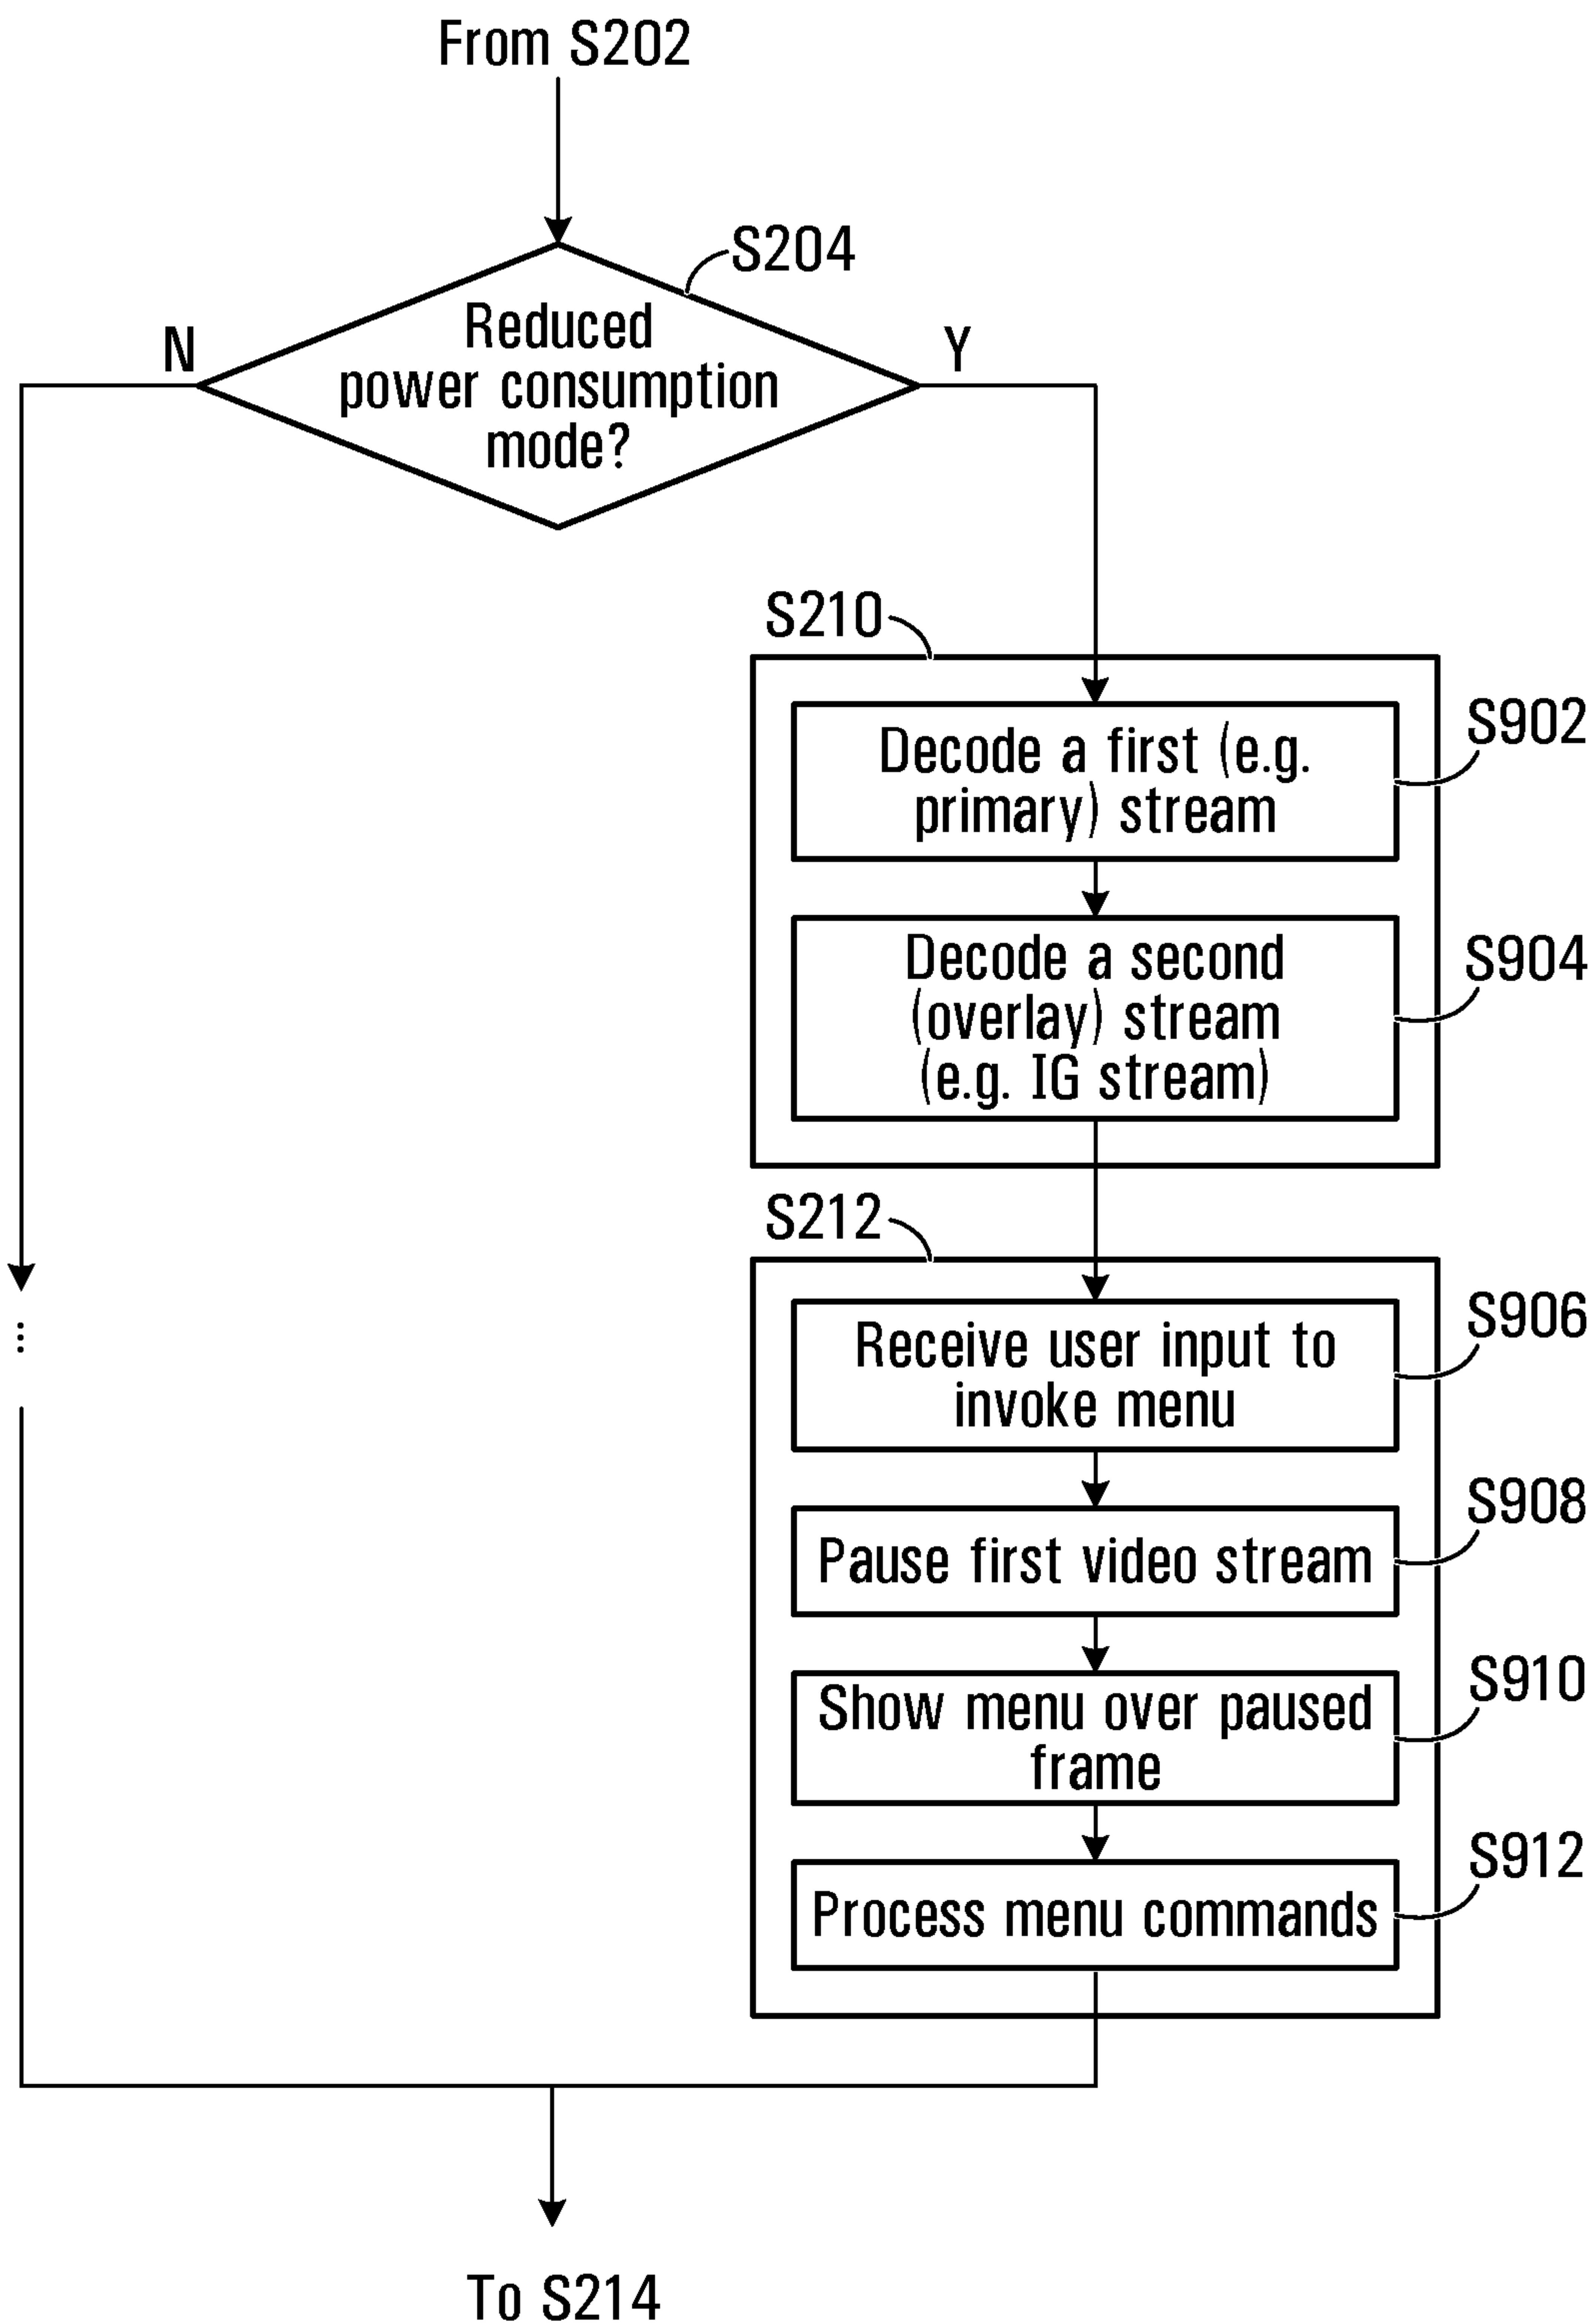 From S202
S204
N
Y
Reduced
power consumption
mode?
S210
S902
Decode a first (e.g.
primary) stream
S904
Decode a second
(overlay) stream
(e.g. IG stream)
S212
S906
Receive user input to
invoke menu
S908
Pause first video stream
S910
Show menu over paused
frame
S912
Process menu commands
...
To S214